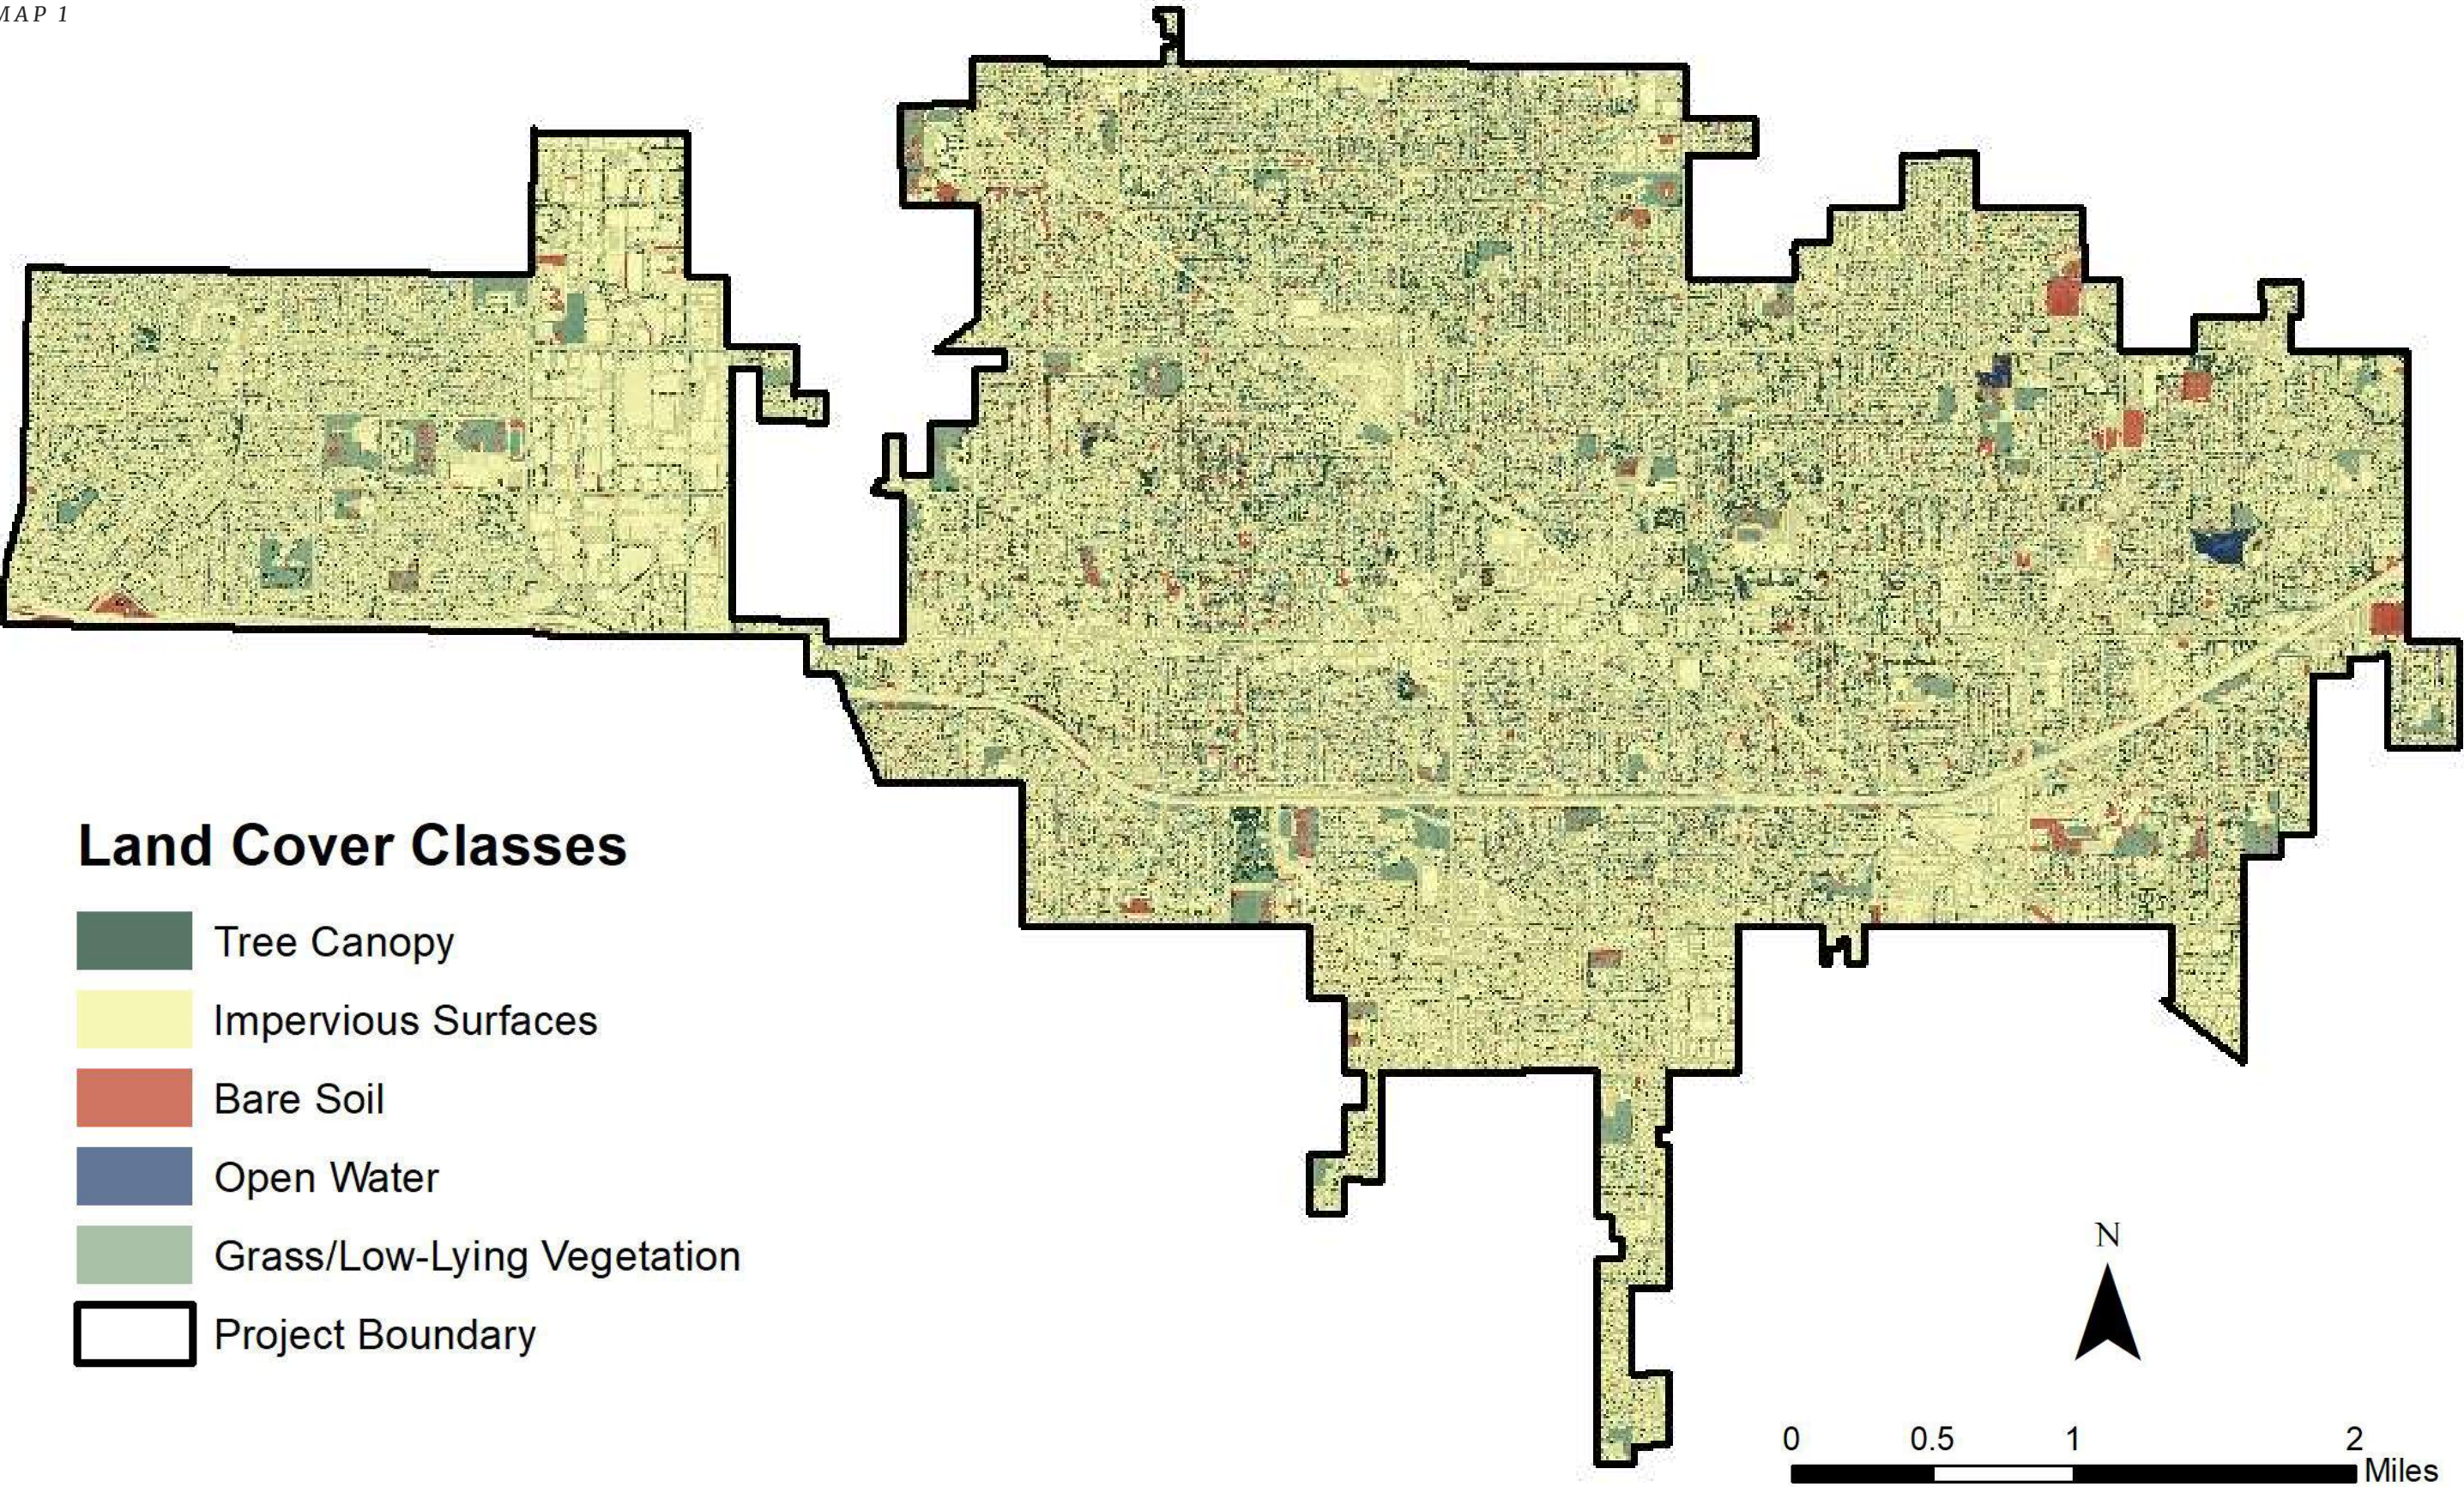 MAP 1
Land Cover Classes
Tree Canopy
Impervious Surfaces
Bare Soil
Open Water
Grass/Low-Lying Vegetation
Project Boundary
N
0 0.5 1 2
Miles